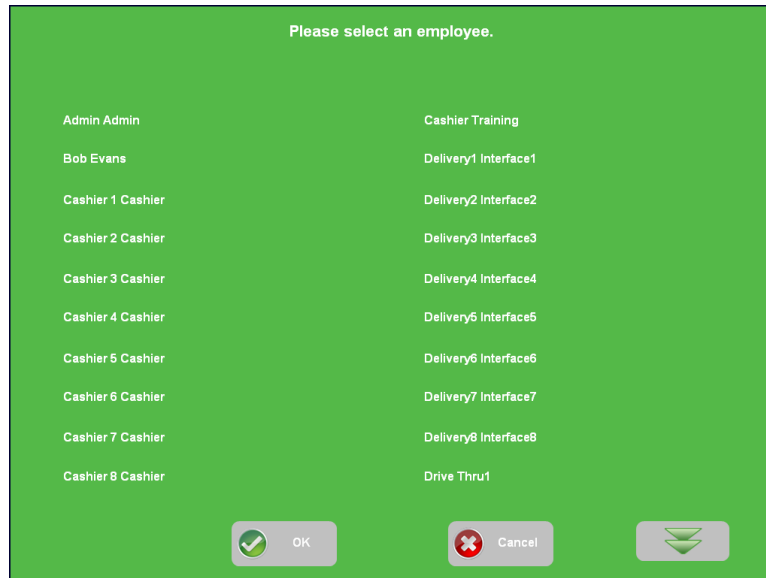 Please select an employee.
Admin Admin
Bob Evans
Cashier 1 Cashier
Cashier 2 Cashier
Cashier 3 Cashier
Cashier 4 Cashier
Cashier 5 Cashier
Cashier 6 Cashier
Cashier 7 Cashier
Cashier 8 Cashier
Cashier Training
Delivery1 Interface1
Delivery2 Interface2
Delivery3 Interface3
Delivery4 Interface4
Delivery5 Interface5
Delivery6 Interface6
Delivery7 Interface7
Delivery8 Interface8
Drive Thru1
OK
Cancel